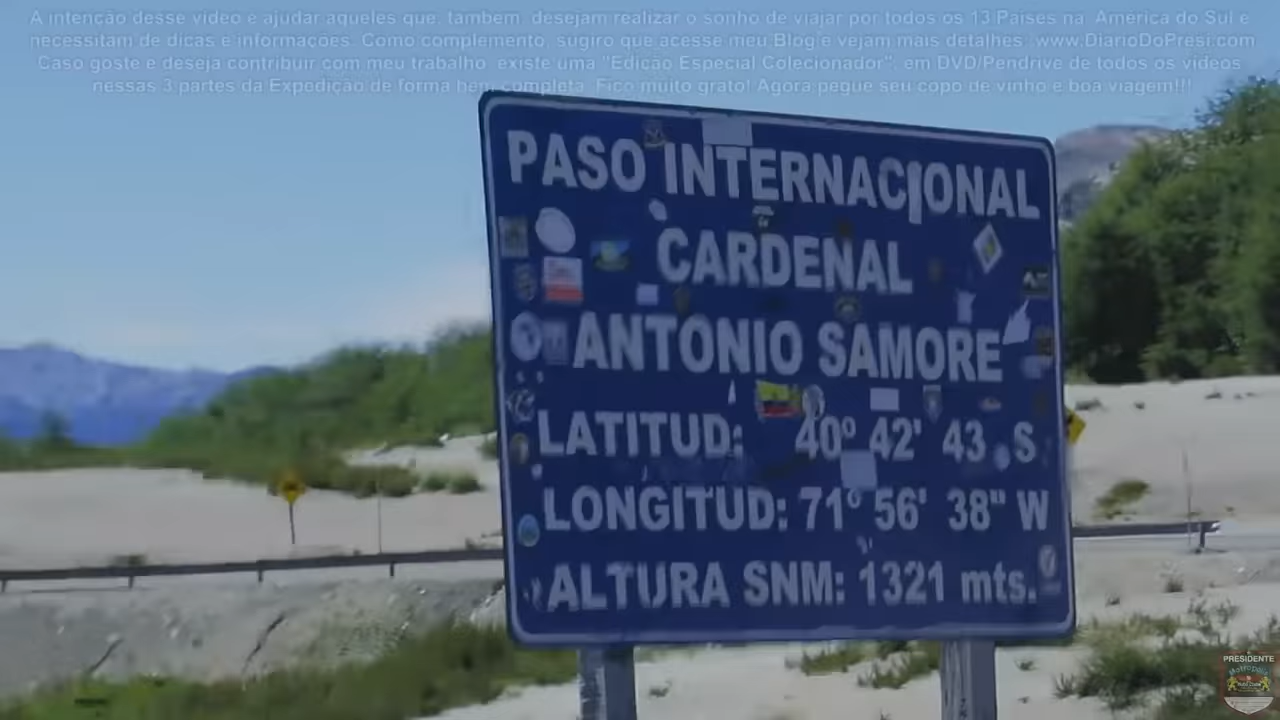 A intenção desse vídeo é ajudar aqueles que, também, desejam realizar o sonho de viajar por todos os 13 Países na América do Sul e
necessitam de dicas e informações. Como complemento, sugiro que acesse meu Blog e vejam mais detalhes: www.DiarioDoPresi.com
Caso goste e deseja contribuir com meu trabalho, existe uma "Edição Especial Colecionador", em DVD/Pendrive de todos os vídeos
nessas 3 partes da Expedição de forma bem completa. Fico muito grato! Agora pegue seu copo de vinho e boa viagem!!!
PASO INTERNACIONAL
CARDENAL
ANTONIO SAMORE
LATITUD: 40º 42' 43 S
LONGITUD: 71º 56' 38" W
ALTURA SNM: 1321 mts.
PRESIDENTE